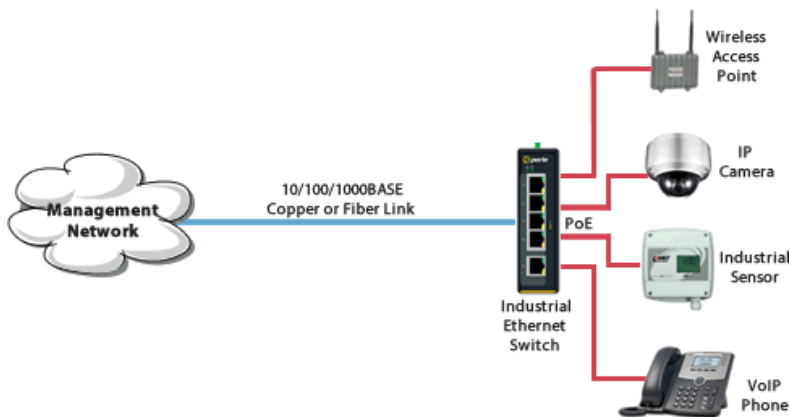 Wireless
Access
Point
IP
Camera
10/100/1000BASE
Copper or Fiber Link
Management
Network
perle
PoE
Industrial
Sensor
Industrial
Ethernet
Switch
VoIP
Phone